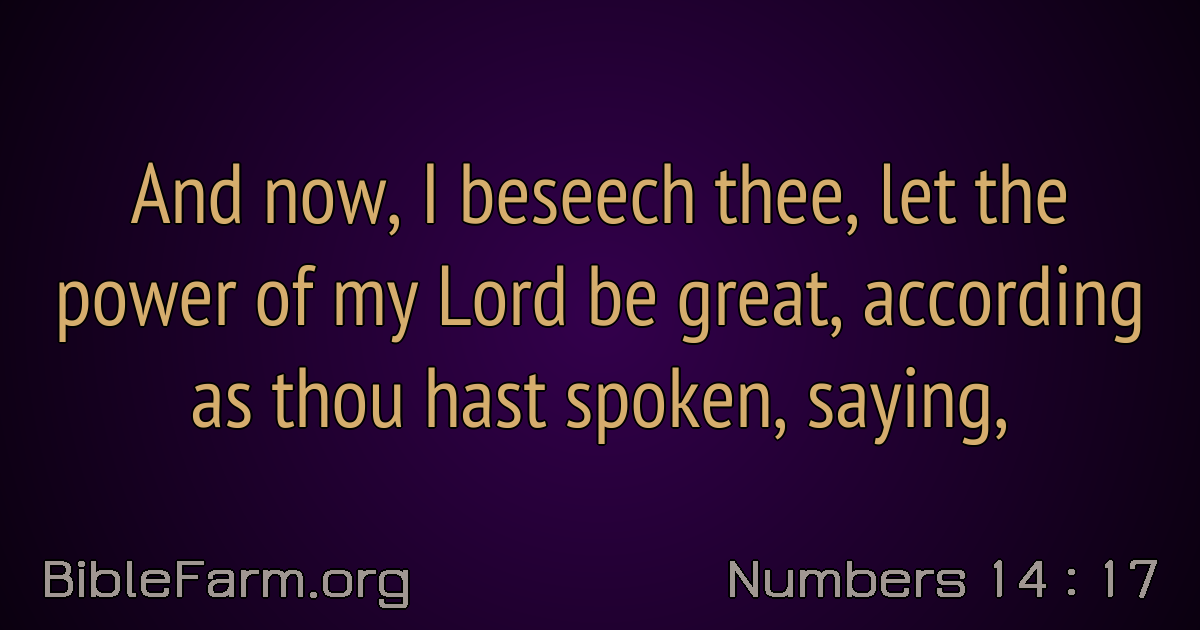 And now, I beseech thee, let the
power of my Lord be great, according
as thou hast spoken, saying,
BibleFarm.org
Numbers 14 : 17